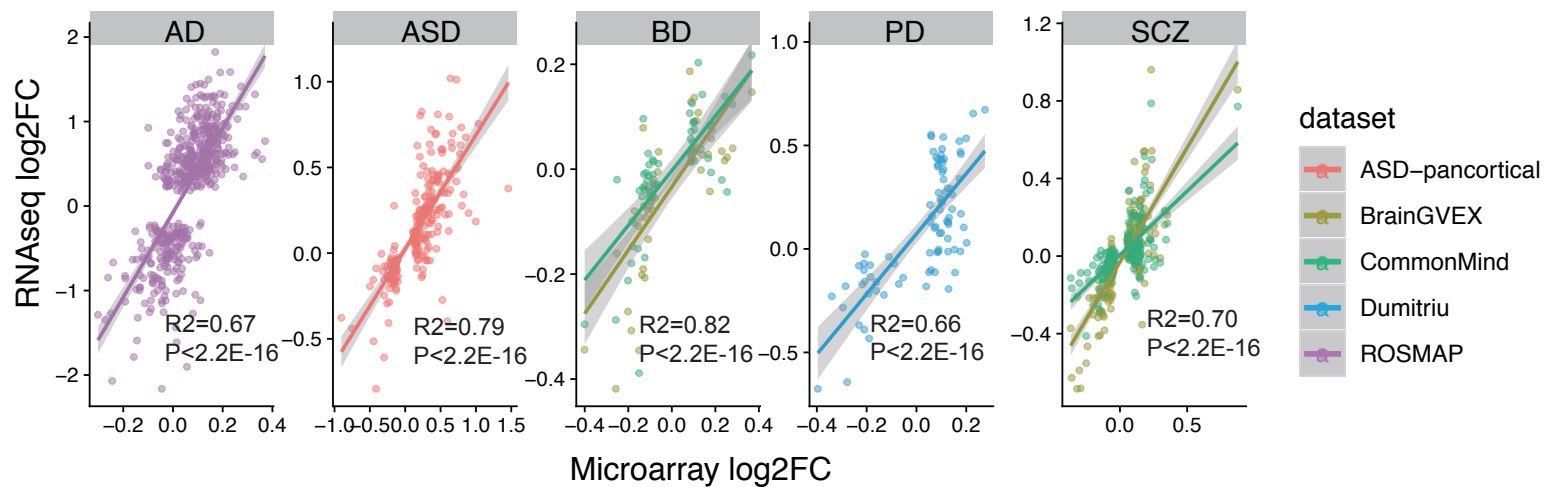 AD
ASD
BD
PD
SCZ
RNAseq log2FC
2
1
0
−1
−2
−0.2 0.0 0.2 0.4
R2=0.67
P<2.2E-16
1.0
0.5
0.0
−0.5
−1.0 −0.5 0.0 0.5 1.0 1.5
R2=0.79
P<2.2E-16
0.2
0.0
−0.2
−0.4
−0.4 −0.2 0.0 0.2 0.4
R2=0.82
P<2.2E-16
1.0
0.5
0.0
−0.5
−0.4 −0.2 0.0 0.2
R2=0.66
P<2.2E-16
1.2
0.8
0.4
0.0
−0.4
0.0 0.5
R2=0.70
P<2.2E-16
Microarray log2FC
dataset
a ASD−pancortical
a BrainGVEX
a CommonMind
a Dumitriu
a ROSMAP